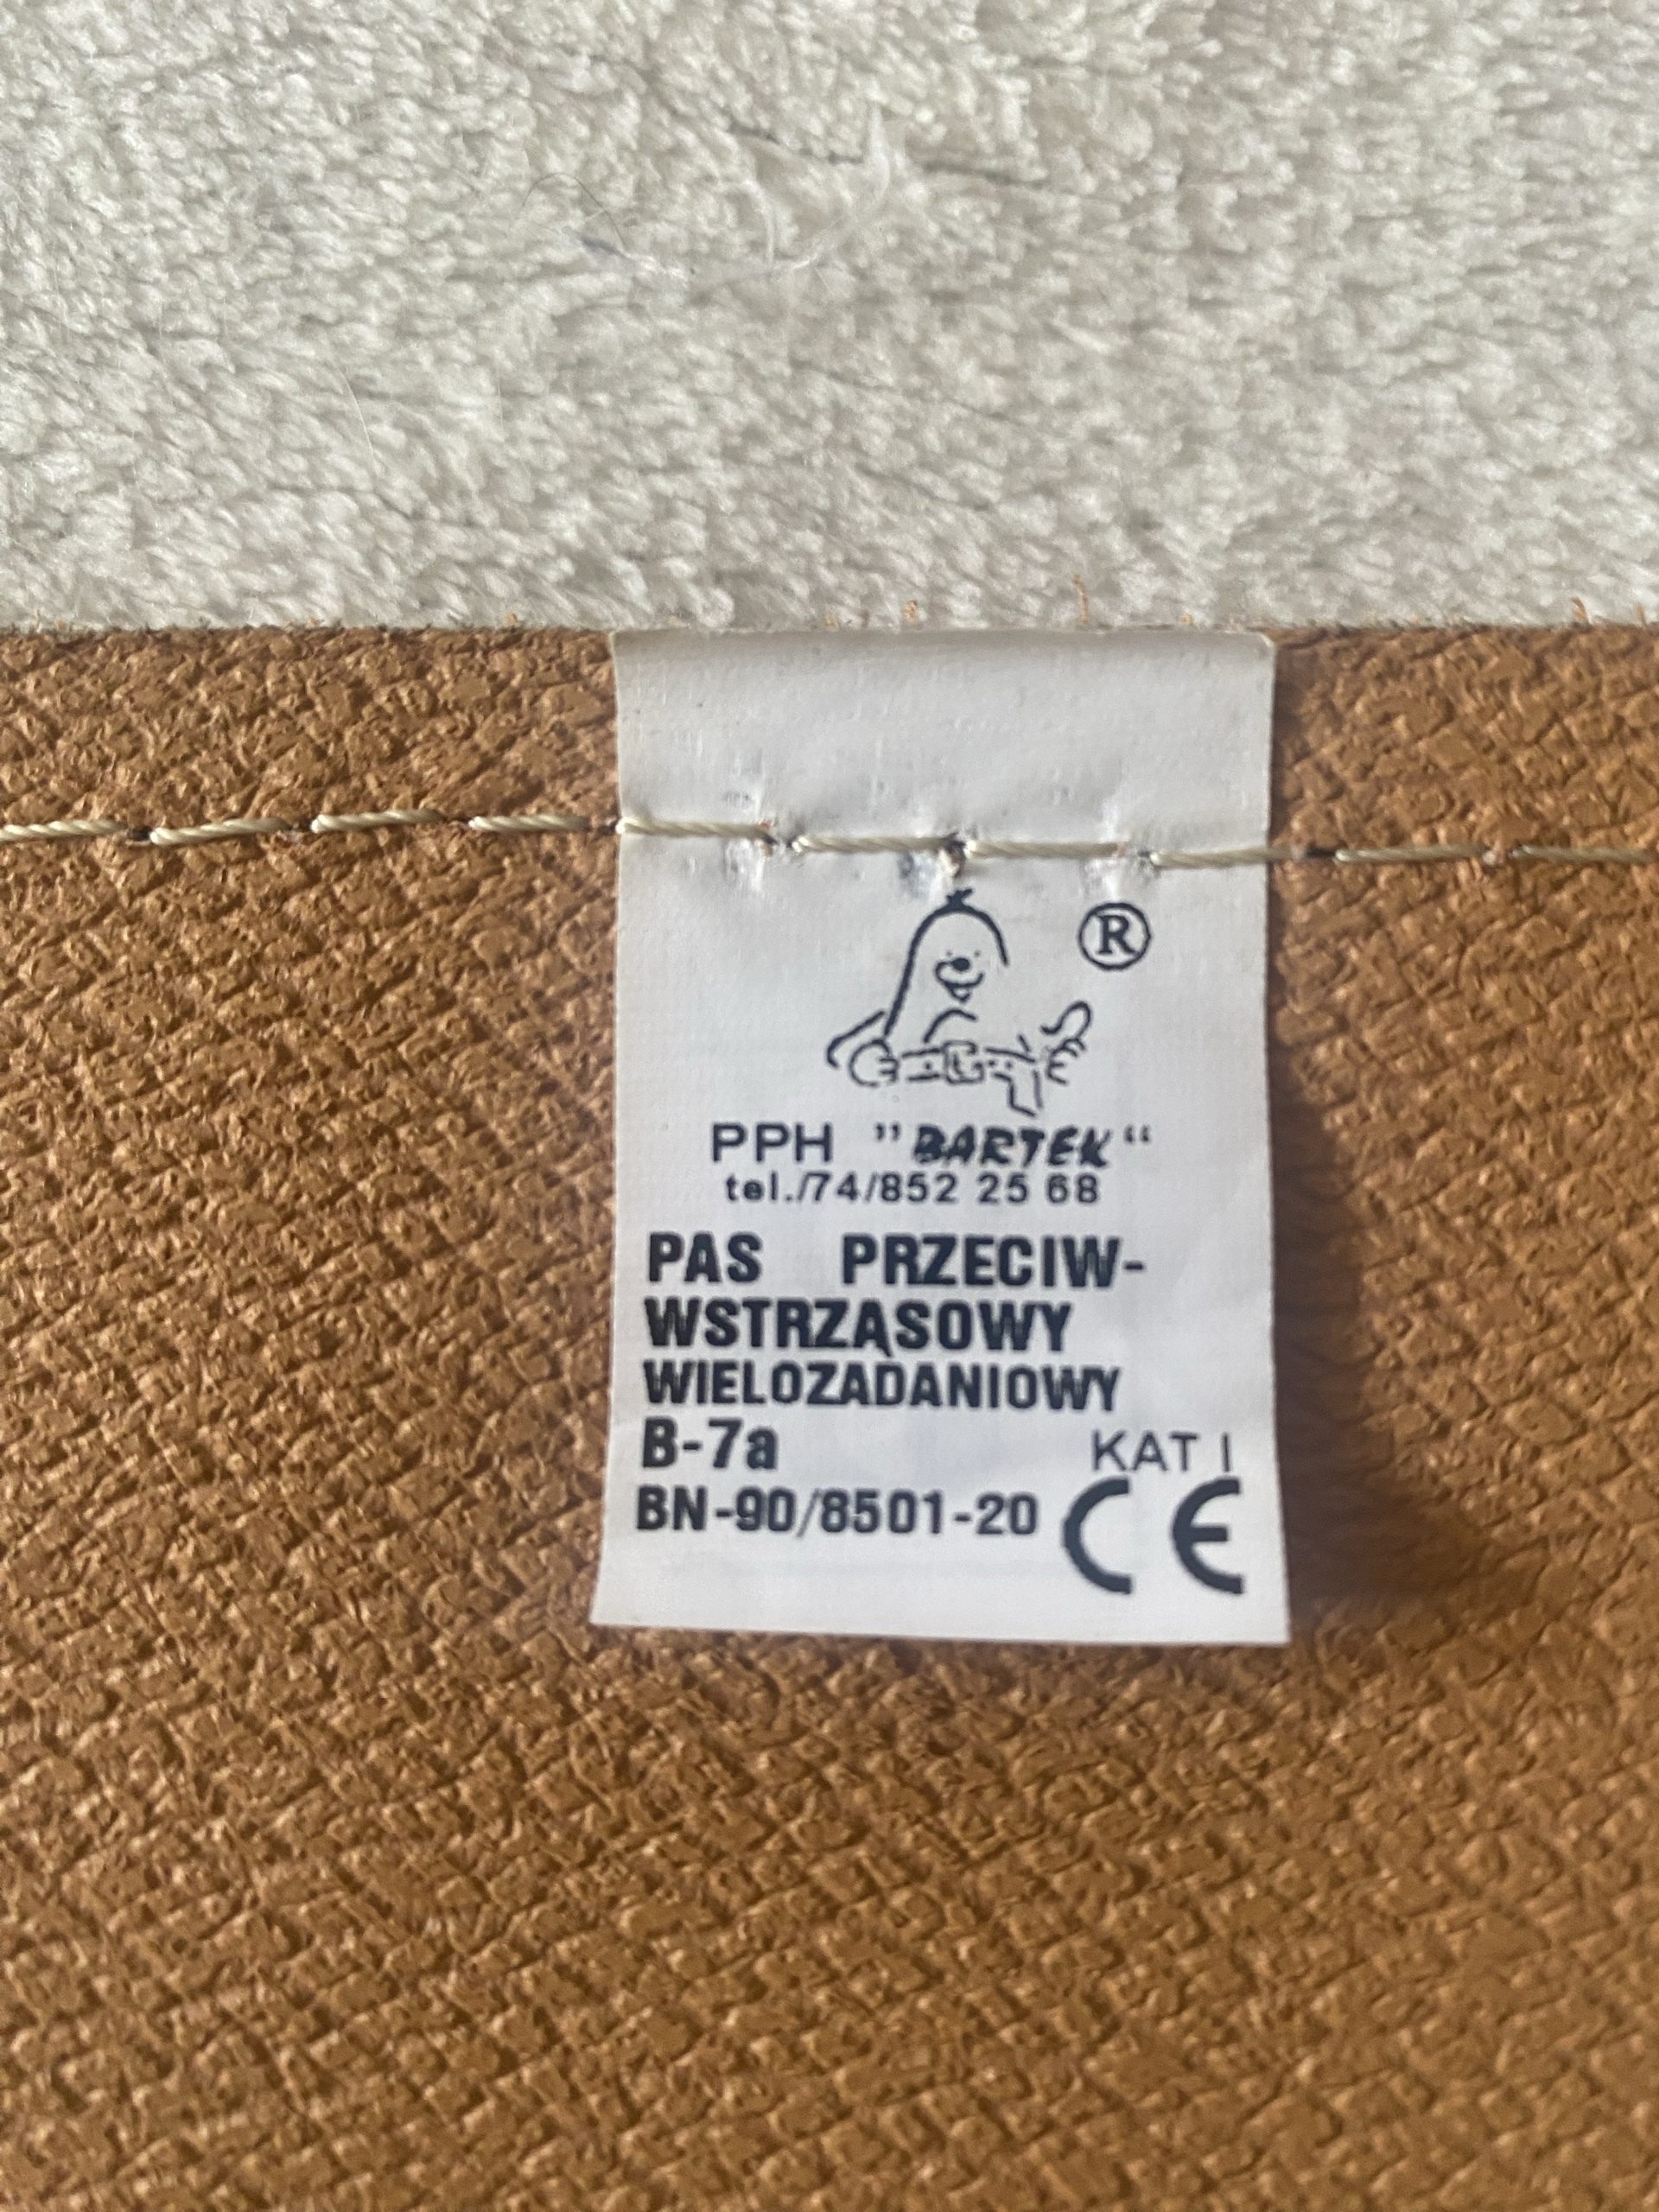 ®
PPH "BARTEK“
tel./74/852 25 68
PAS PRZECIW-
WSTRZĄSOWY
WIELOZADANIOWY
B-7a KAT I
BN-90/8501-20 CE